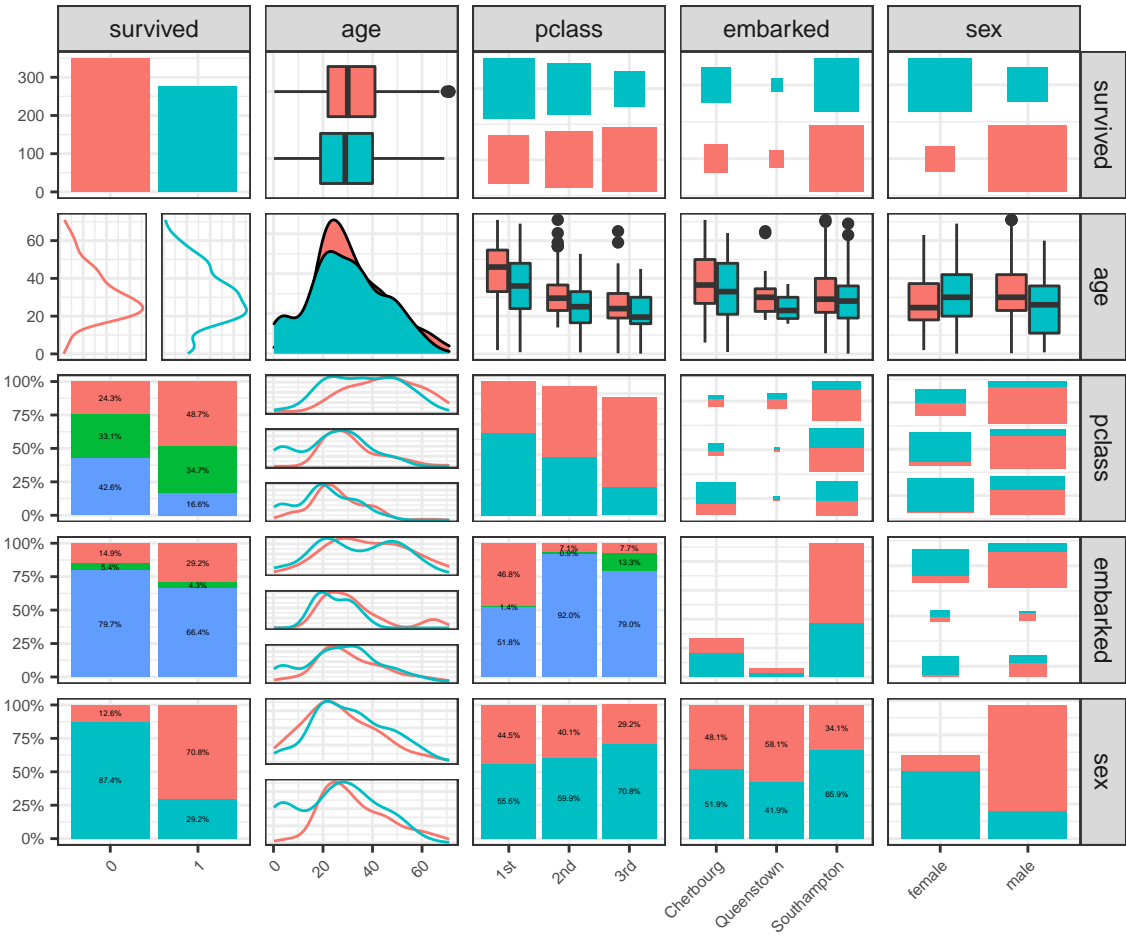 survived age pclass embarked sex
300
200
100
0
survived
60
40
20
0
age
100%
75%
50%
25%
0%
24.3% 48.7%
33.1% 34.7%
42.6% 16.6%
pclass
100%
75%
50%
25%
0%
14.9% 29.2%
5.4% 4.3%
79.7% 66.4%
46.8% 7.1% 7.7%
1.4% 0.9% 13.3%
51.8% 92.0% 79.0%
embarked
100%
75%
50%
25%
0%
12.6% 70.8%
87.4% 29.2%
44.5% 40.1% 29.2%
55.5% 59.9% 70.8%
48.1% 58.1% 34.1%
51.9% 41.9% 65.9%
sex
0 1
0 20 40 60
1st 2nd 3rd
Cherbourg Queenstown Southampton
female male